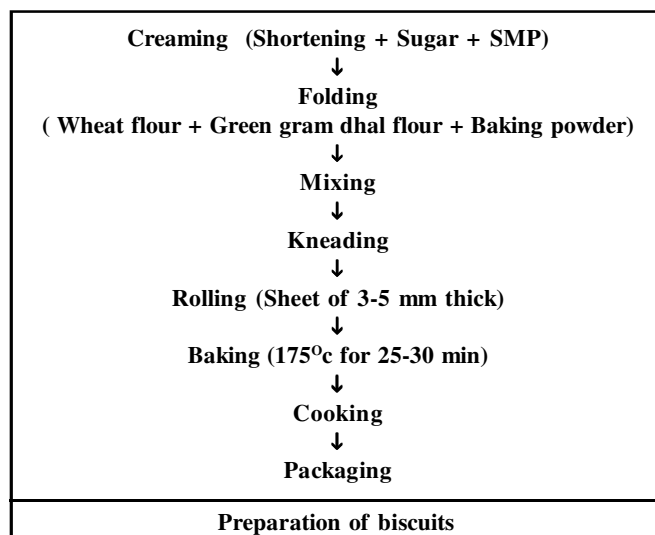 Creaming (Shortening + Sugar + SMP)
↓
Folding
( Wheat flour + Green gram dhal flour + Baking powder)
↓
Mixing
↓
Kneading
↓
Rolling (Sheet of 3-5 mm thick)
↓
Baking (175⁰c for 25-30 min)
↓
Cooking
↓
Packaging
Preparation of biscuits